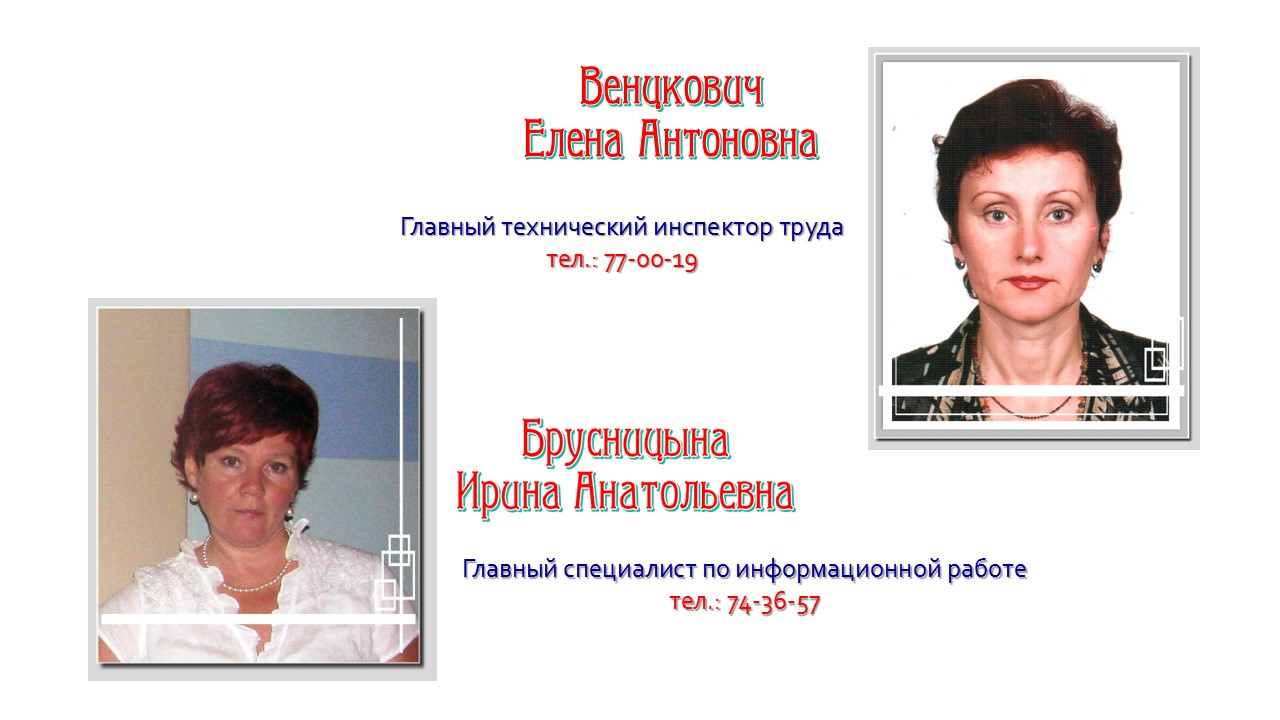 Венцкович
Елена Антоновна
Главный технический инспектор труда
тел.: 77-00-19
Брусницына
Ирина Анатольевна
Главный специалист по информационной работе
тел.: 74-36-57